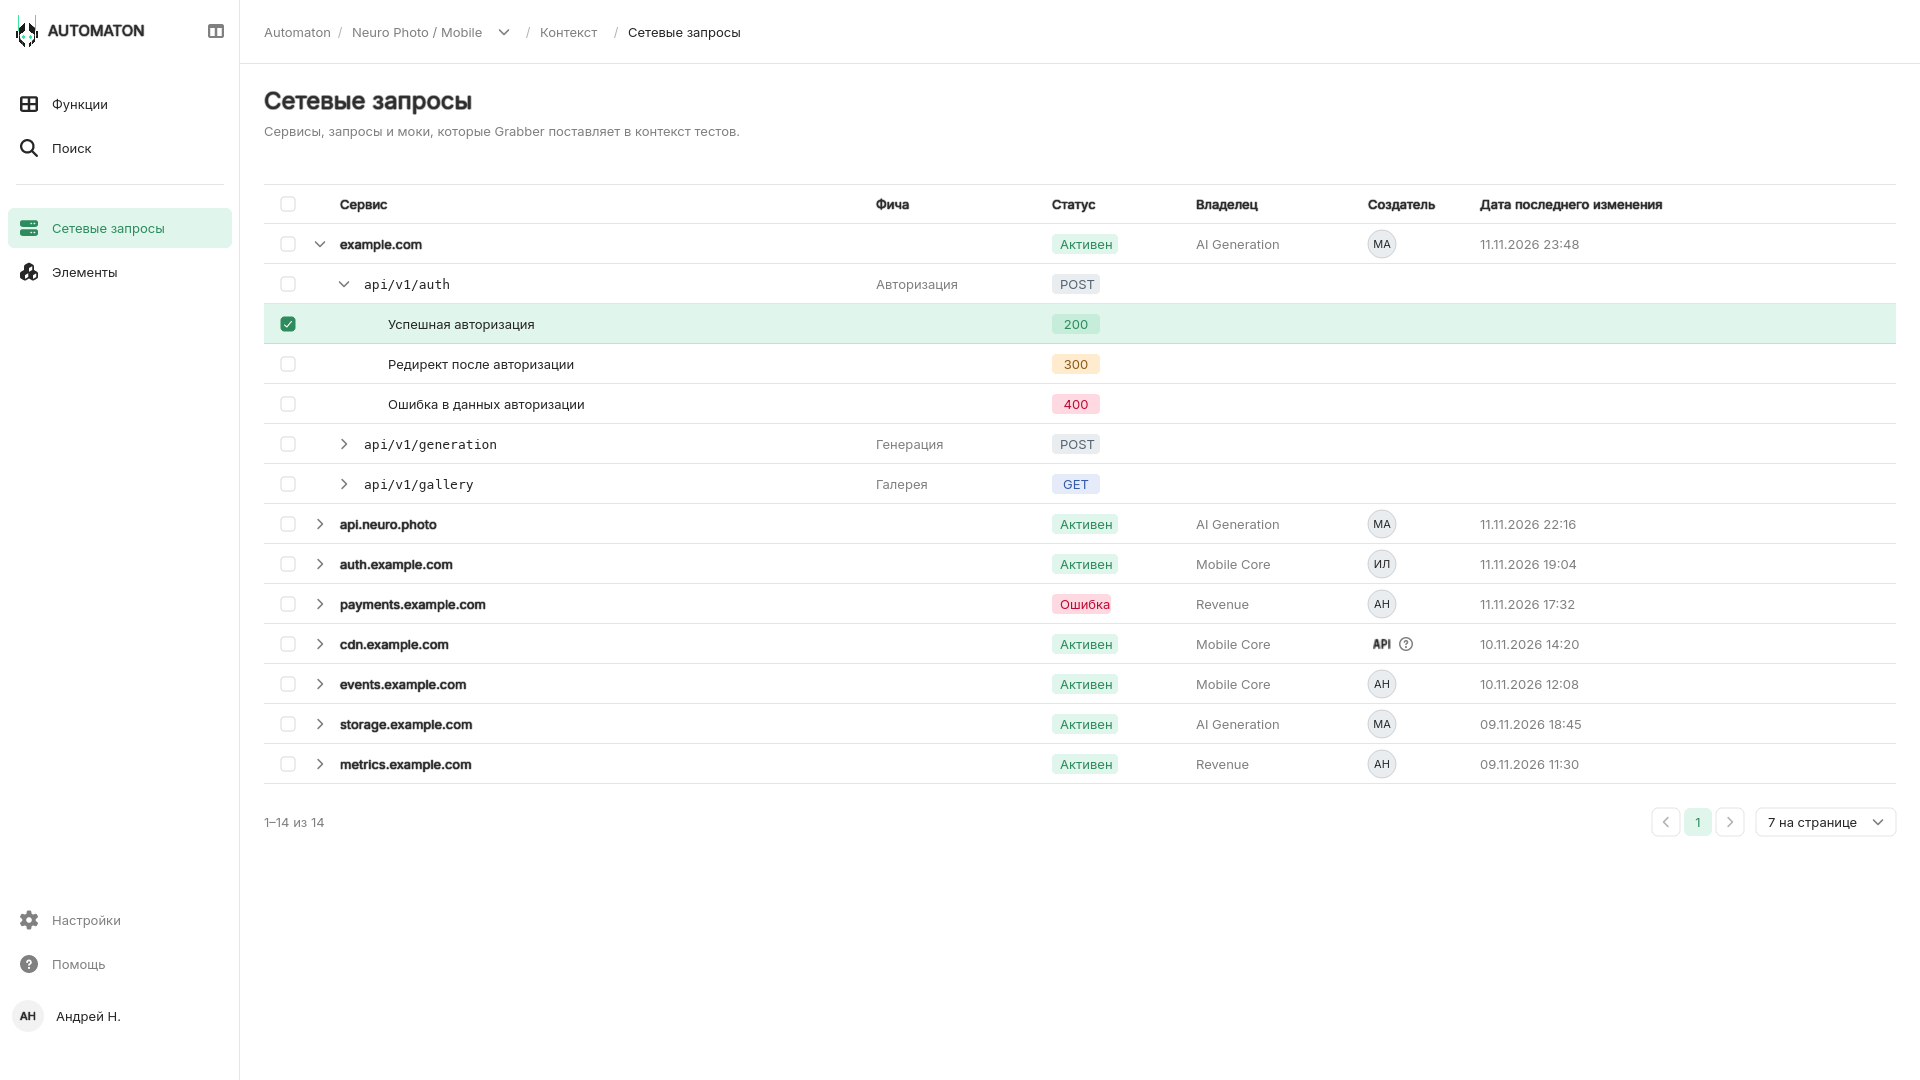 AUTOMATON
Automaton / Neuro Photo / Mobile / Контекст / Сетевые запросы
Функции
Поиск
Сетевые запросы
Элементы
Сетевые запросы
Сервисы, запросы и моки, которые Grabber поставляет в контекст тестов.
Сервис Фича Статус Владелец Создатель Дата последнего изменения
example.com Активен AI Generation МА 11.11.2026 23:48
api/v1/auth Авторизация POST
Успешная авторизация 200
Редирект после авторизации 300
Ошибка в данных авторизации 400
api/v1/generation Генерация POST
api/v1/gallery Галерея GET
api.neuro.photo Активен AI Generation МА 11.11.2026 22:16
auth.example.com Активен Mobile Core ИЛ 11.11.2026 19:04
payments.example.com Ошибка Revenue АН 11.11.2026 17:32
cdn.example.com Активен Mobile Core API ? 10.11.2026 14:20
events.example.com Активен Mobile Core АН 10.11.2026 12:08
storage.example.com Активен AI Generation МА 09.11.2026 18:45
metrics.example.com Активен Revenue АН 09.11.2026 11:30
1–14 из 14
1
7 на странице
Настройки
Помощь
АН Андрей Н.